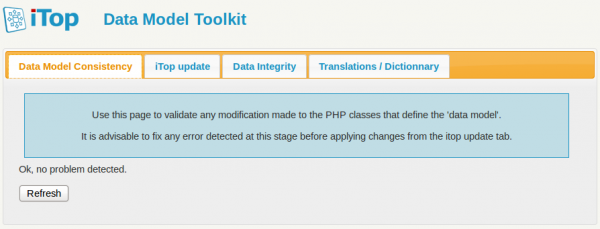 iTop Data Model Toolkit
Data Model Consistency iTop update Data Integrity Translations / Dictionnary
Use this page to validate any modification made to the PHP classes that define the 'data model'.
It is advisable to fix any error detected at this stage before applying changes from the itop update tab.
Ok, no problem detected.
Refresh